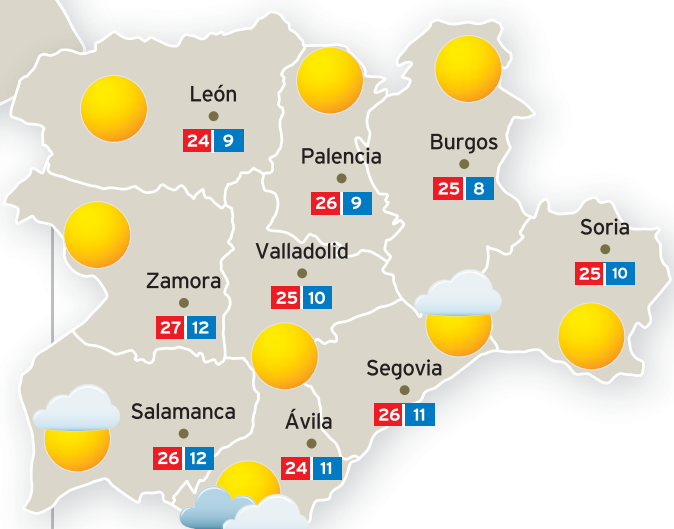 León
24 9
Palencia
26 9
Burgos
25 8
Soria
25 10
Zamora
27 12
Valladolid
25 10
Segovia
26 11
Salamanca
26 12
Ávila
24 11